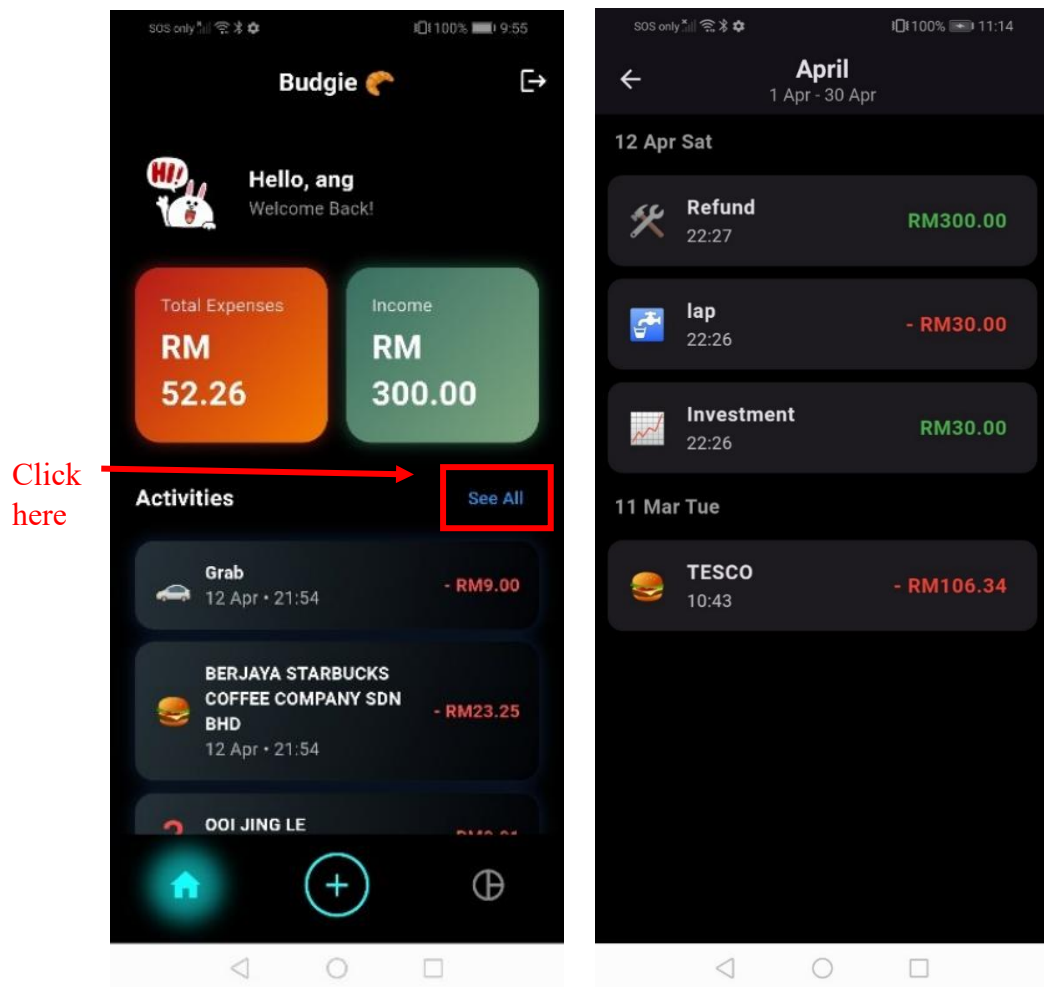 SOS only 100% 9:55
Budgie
HI!
Hello, ang
Welcome Back!
Total Expenses
RM
52.26
Income
RM
300.00
Click
here
Activities
See All
Grab
12 Apr • 21:54
- RM9.00
BERJAYA STARBUCKS
COFFEE COMPANY SDN
BHD
12 Apr • 21:54
- RM23.25
OOI JING LE
SOS only 100% 11:14
April
1 Apr - 30 Apr
12 Apr Sat
Refund
22:27
RM300.00
lap
22:26
- RM30.00
Investment
22:26
RM30.00
11 Mar Tue
TESCO
10:43
- RM106.34